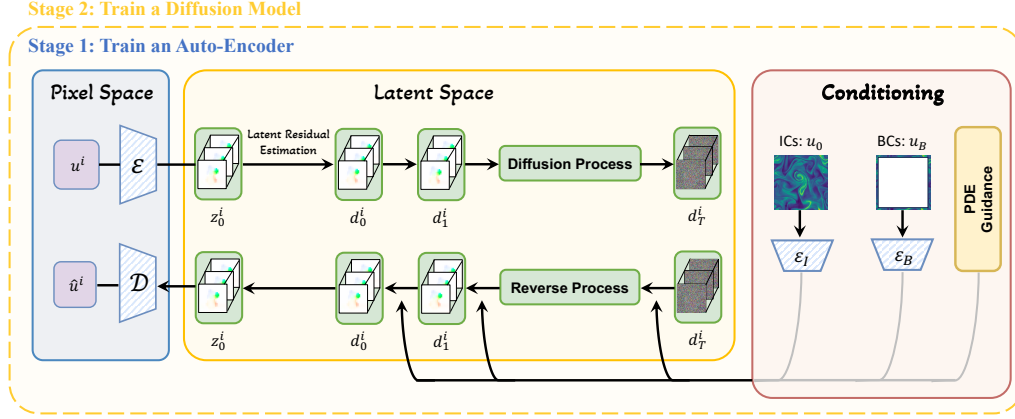 Stage 2: Train a Diffusion Model
Stage 1: Train an Auto-Encoder
Pixel Space
Latent Space
Conditioning
u^i
ℰ
z_0^i
Latent Residual
Estimation
d_0^i
d_1^i
Diffusion Process
d_T^i
ICs: u_0
BCs: u_B
ℰ_I
ℰ_B
PDE
Guidance
û^i
𝒟
z_0^i
d_0^i
d_1^i
Reverse Process
d_T^i